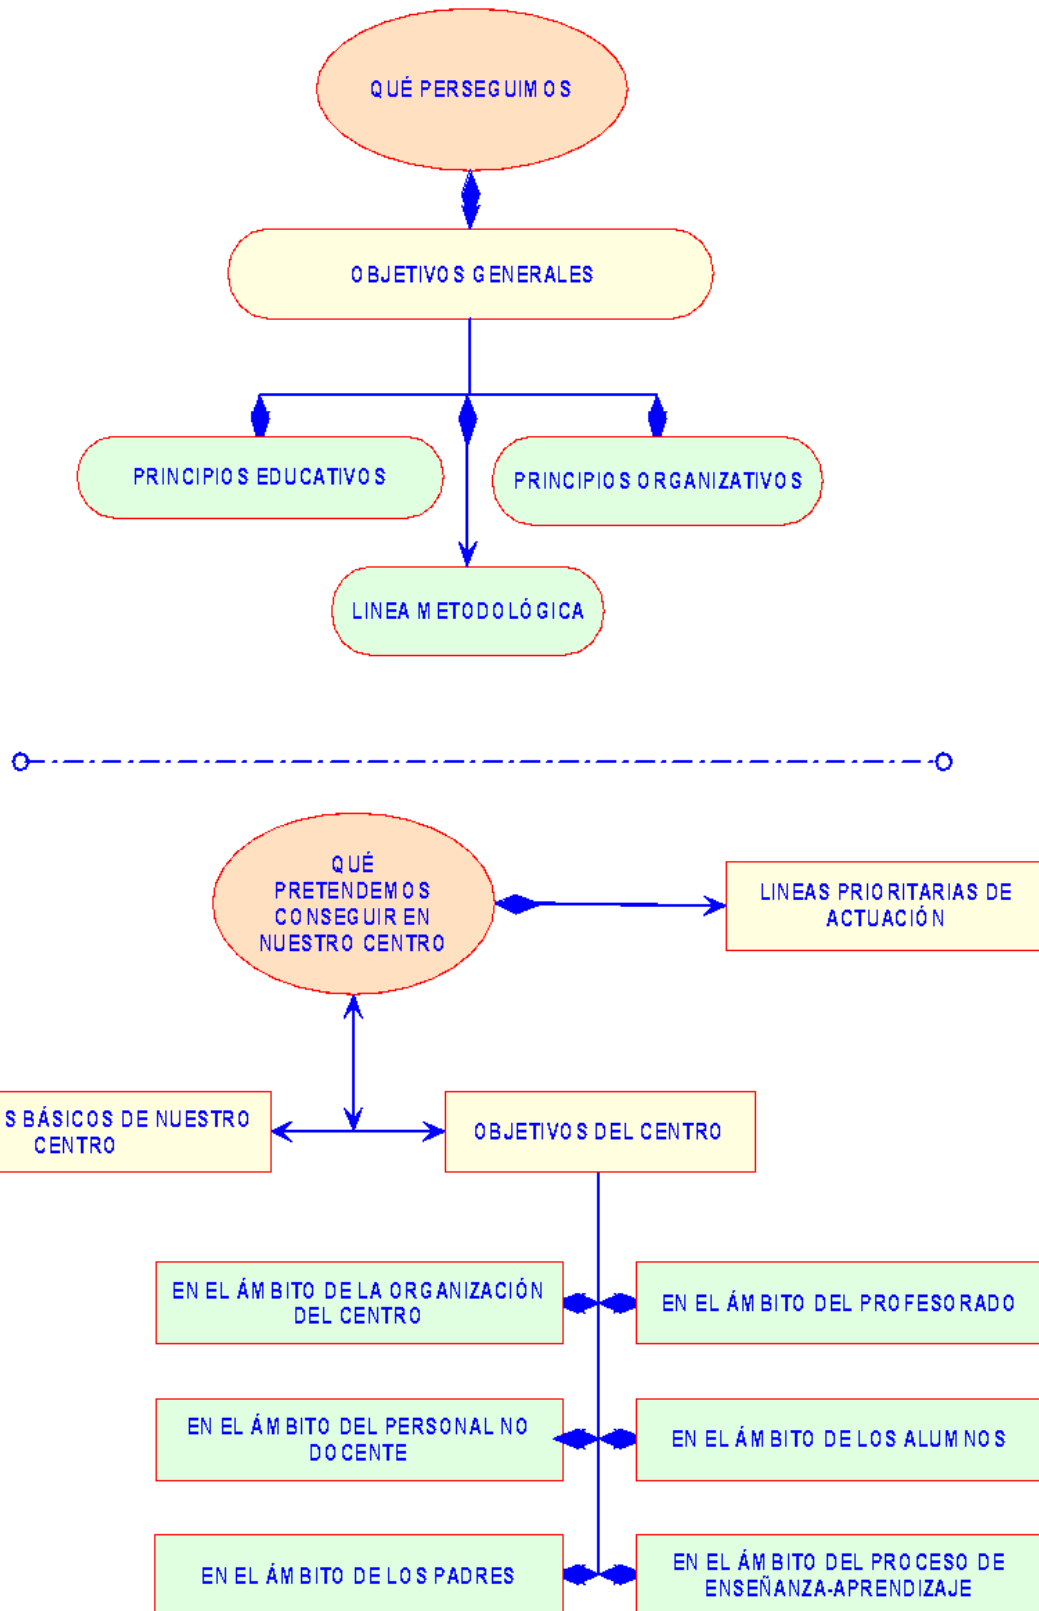 QUÉ PERSEGUIMOS
OBJETIVOS GENERALES
PRINCIPIOS EDUCATIVOS
PRINCIPIOS ORGANIZATIVOS
LINEA METODOLÓGICA
QUÉ
PRETENDEMOS
CONSEGUIR EN
NUESTRO CENTRO
LINEAS PRIORITARIAS DE
ACTUACIÓN
S BÁSICOS DE NUESTRO
CENTRO
OBJETIVOS DEL CENTRO
EN EL ÁMBITO DE LA ORGANIZACIÓN
DEL CENTRO
EN EL ÁMBITO DEL PROFESORADO
EN EL ÁMBITO DEL PERSONAL NO
DOCENTE
EN EL ÁMBITO DE LOS ALUMNOS
EN EL ÁMBITO DE LOS PADRES
EN EL ÁMBITO DEL PROCESO DE
ENSEÑANZA-APRENDIZAJE